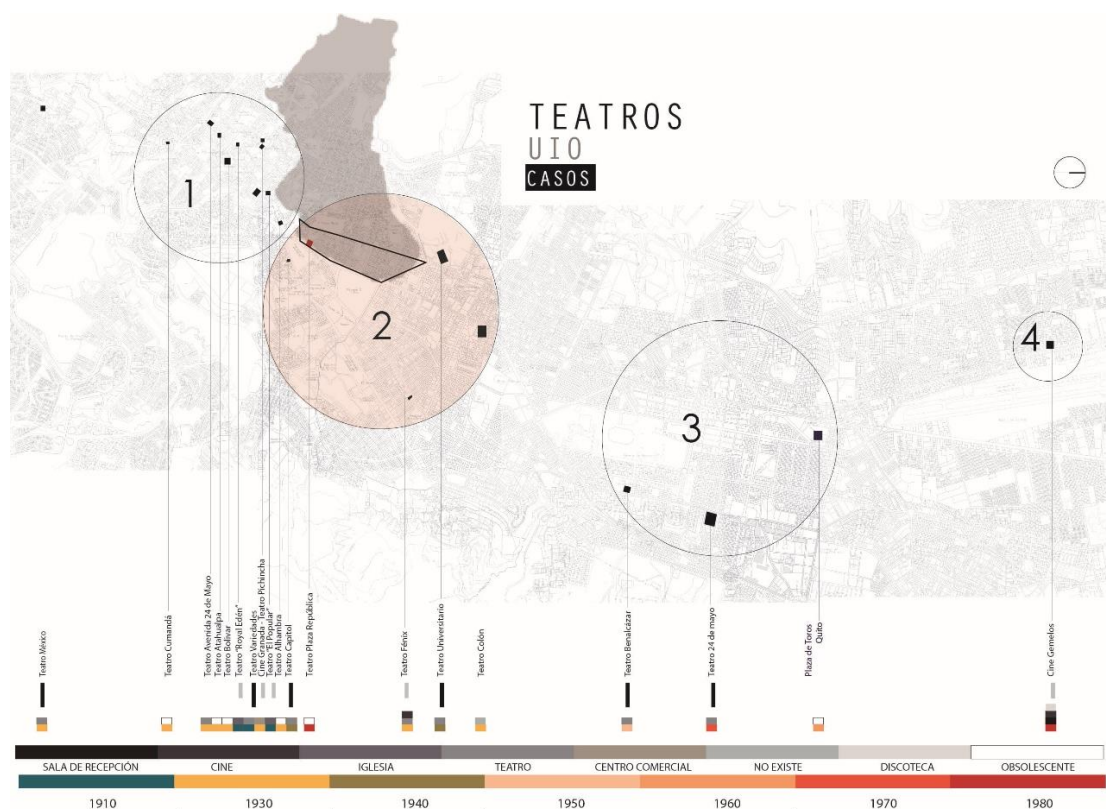 TEATROS
UIO
CASOS
1
2
3
4
Teatro México
Teatro Cumandá
Teatro Avenida 24 de Mayo
Teatro Atahualpa
Teatro Bolívar
Teatro "Royal Edén"
Teatro Variedades
Cine Granada - Teatro Pichincha
Teatro "El Popular"
Teatro Alhambra
Teatro Capitol
Teatro Plaza República
Teatro Fénix
Teatro Universitario
Teatro Colón
Teatro Benalcázar
Teatro 24 de mayo
Plaza de Toros
Quito
Cine Gemelos
SALA DE RECEPCIÓN CINE IGLESIA TEATRO CENTRO COMERCIAL NO EXISTE DISCOTECA OBSOLESCENTE
1910 1930 1940 1950 1960 1970 1980